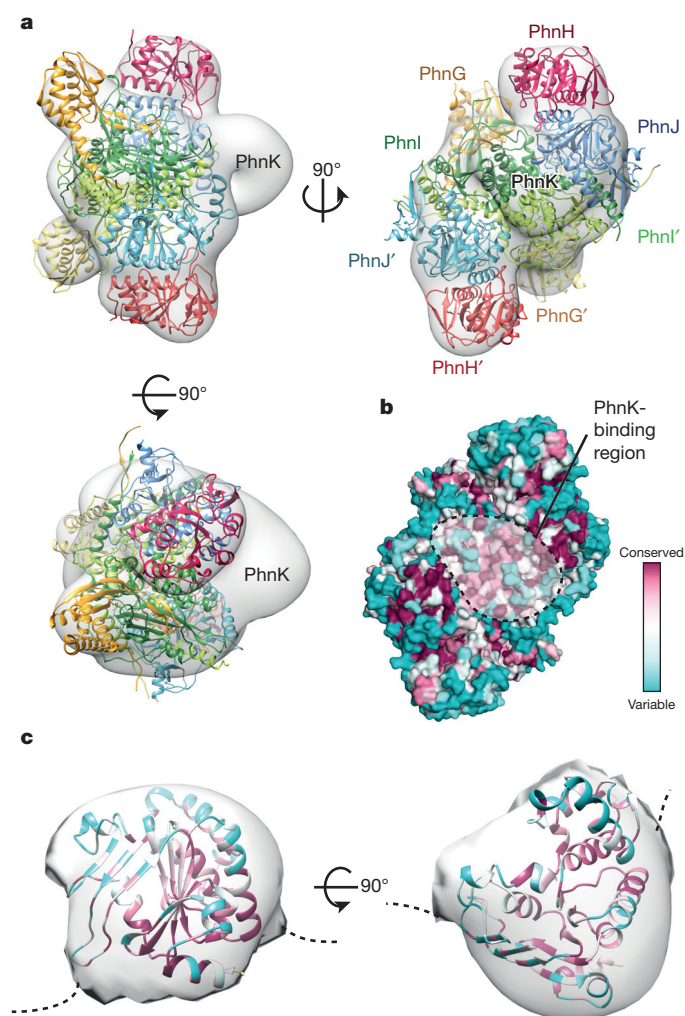 a
PhnH
PhnG
PhnJ
PhnI
PhnK
PhnK
90°
PhnI′
PhnJ′
PhnG′
PhnH′
90°
b
PhnK-
binding
region
PhnK
Conserved
Variable
c
90°